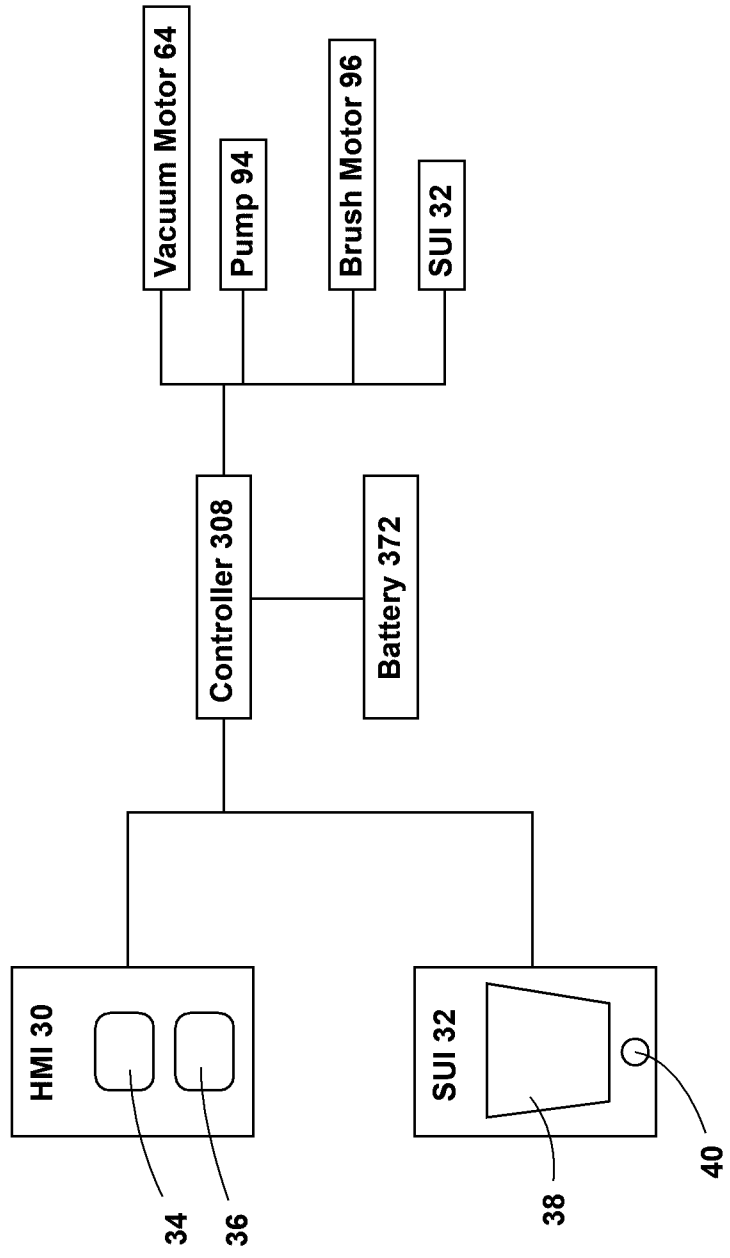 HMI 30
34
36
SUI 32
38
40
Controller 308
Battery 372
Vacuum Motor 64
Pump 94
Brush Motor 96
SUI 32